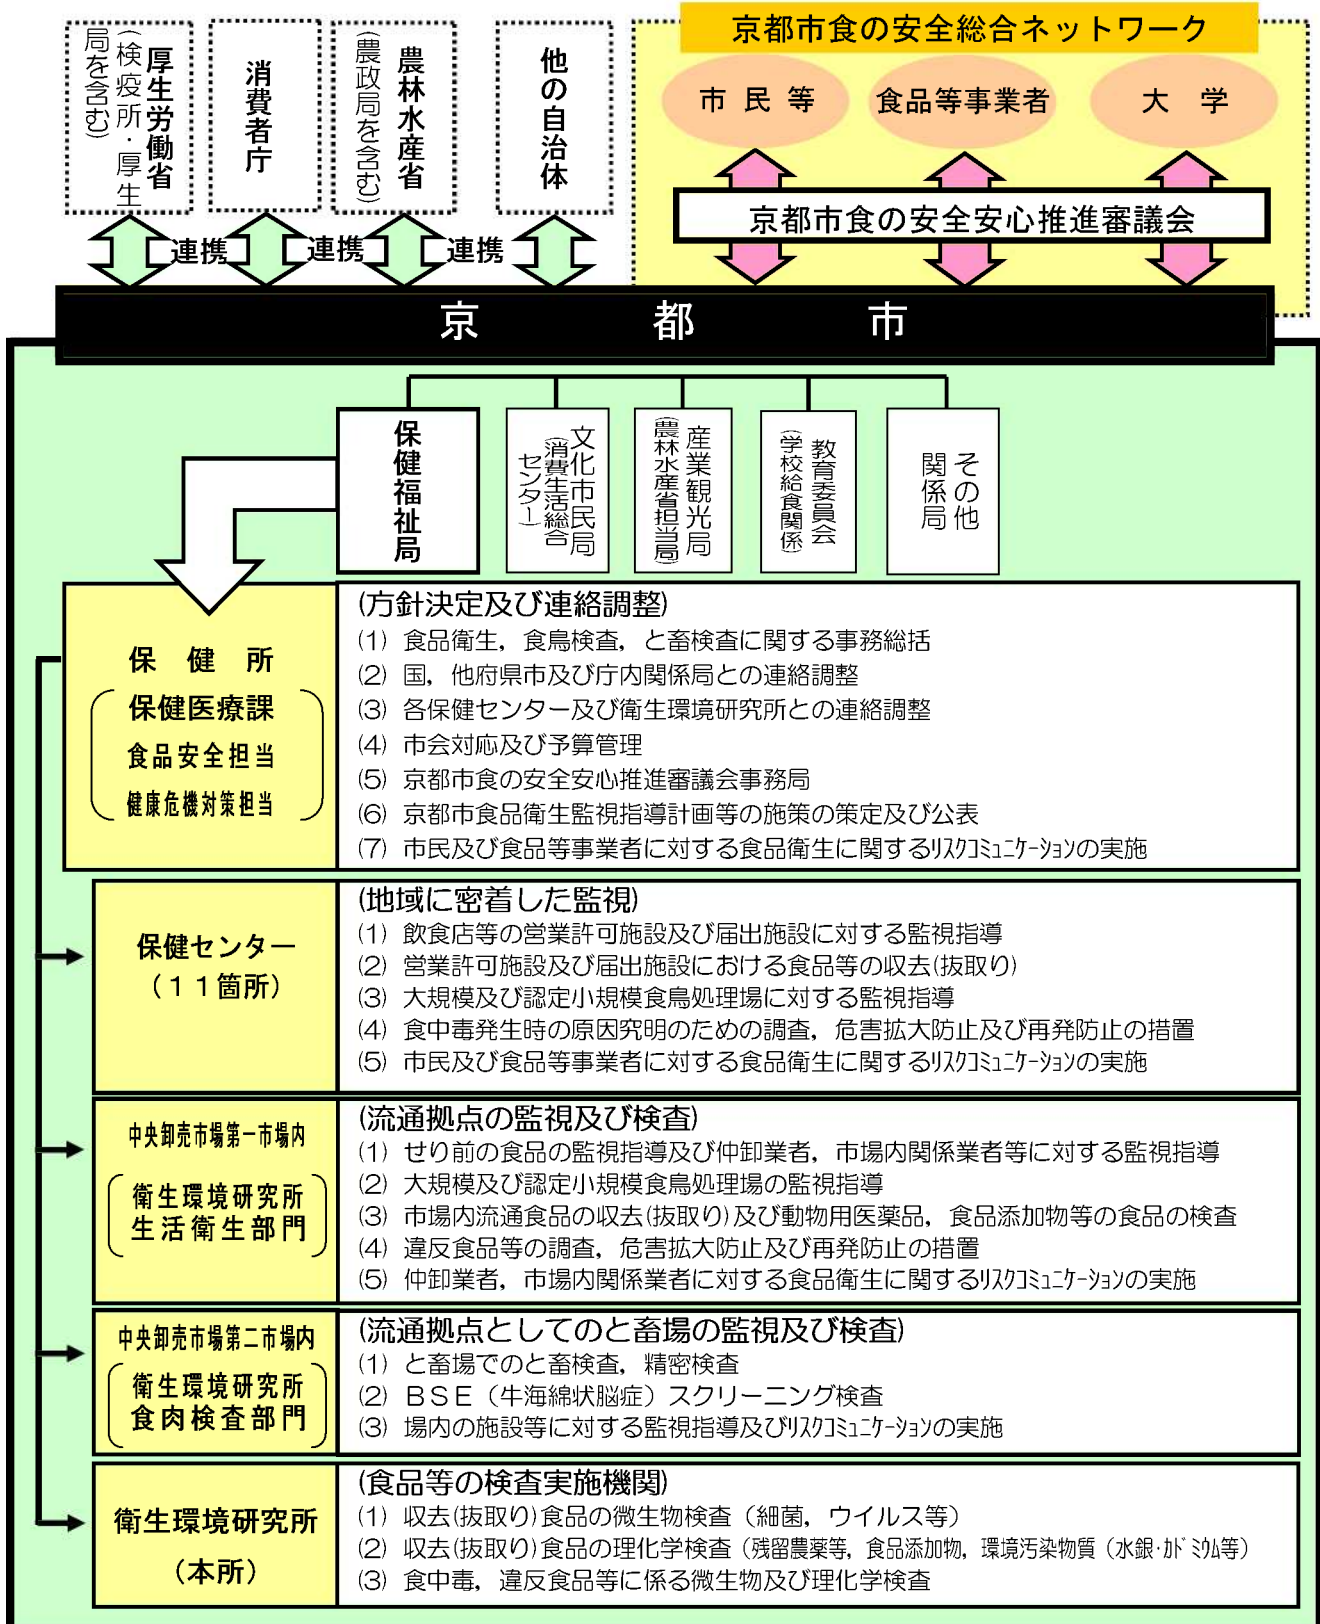 厚生労働省
(検疫所・厚生
局を含む)
消費者庁
農林水産省
(農政局を含む)
他の自治体
京都市食の安全総合ネットワーク
市民等
食品等事業者
大学
京都市食の安全安心推進審議会
連携
連携
連携
京都市
保健福祉局
文化市民局
(消費生活総合
センター)
産業観光局
(農林水産省担当局)
教育委員会
(学校給食関係)
その他
関係局
保健所
保健医療課
食品安全担当
健康危機対策担当
(方針決定及び連絡調整)
(1) 食品衛生，食鳥検査，と畜検査に関する事務総括
(2) 国，他府県市及び庁内関係局との連絡調整
(3) 各保健センター及び衛生環境研究所との連絡調整
(4) 市会対応及び予算管理
(5) 京都市食の安全安心推進審議会事務局
(6) 京都市食品衛生監視指導計画等の施策の策定及び公表
(7) 市民及び食品等事業者に対する食品衛生に関するﾘｽｸｺﾐｭﾆｹｰｼｮﾝの実施
保健センター
(１１箇所)
(地域に密着した監視)
(1) 飲食店等の営業許可施設及び届出施設に対する監視指導
(2) 営業許可施設及び届出施設における食品等の収去(抜取り)
(3) 大規模及び認定小規模食鳥処理場に対する監視指導
(4) 食中毒発生時の原因究明のための調査，危害拡大防止及び再発防止の措置
(5) 市民及び食品等事業者に対する食品衛生に関するﾘｽｸｺﾐｭﾆｹｰｼｮﾝの実施
中央卸売市場第一市場内
衛生環境研究所
生活衛生部門
(流通拠点の監視及び検査)
(1) せり前の食品の監視指導及び仲卸業者，市場内関係業者等に対する監視指導
(2) 大規模及び認定小規模食鳥処理場の監視指導
(3) 市場内流通食品の収去(抜取り)及び動物用医薬品，食品添加物等の食品の検査
(4) 違反食品等の調査，危害拡大防止及び再発防止の措置
(5) 仲卸業者，市場内関係業者に対する食品衛生に関するﾘｽｸｺﾐｭﾆｹｰｼｮﾝの実施
中央卸売市場第二市場内
衛生環境研究所
食肉検査部門
(流通拠点としてのと畜場の監視及び検査)
(1) と畜場でのと畜検査，精密検査
(2) ＢＳＥ（牛海綿状脳症）スクリーニング検査
(3) 場内の施設等に対する監視指導及びﾘｽｸｺﾐｭﾆｹｰｼｮﾝの実施
衛生環境研究所
(本所)
(食品等の検査実施機関)
(1) 収去(抜取り)食品の微生物検査（細菌，ウイルス等）
(2) 収去(抜取り)食品の理化学検査（残留農薬等，食品添加物，環境汚染物質（水銀･ｶﾄﾞﾐｳﾑ等）
(3) 食中毒，違反食品等に係る微生物及び理化学検査